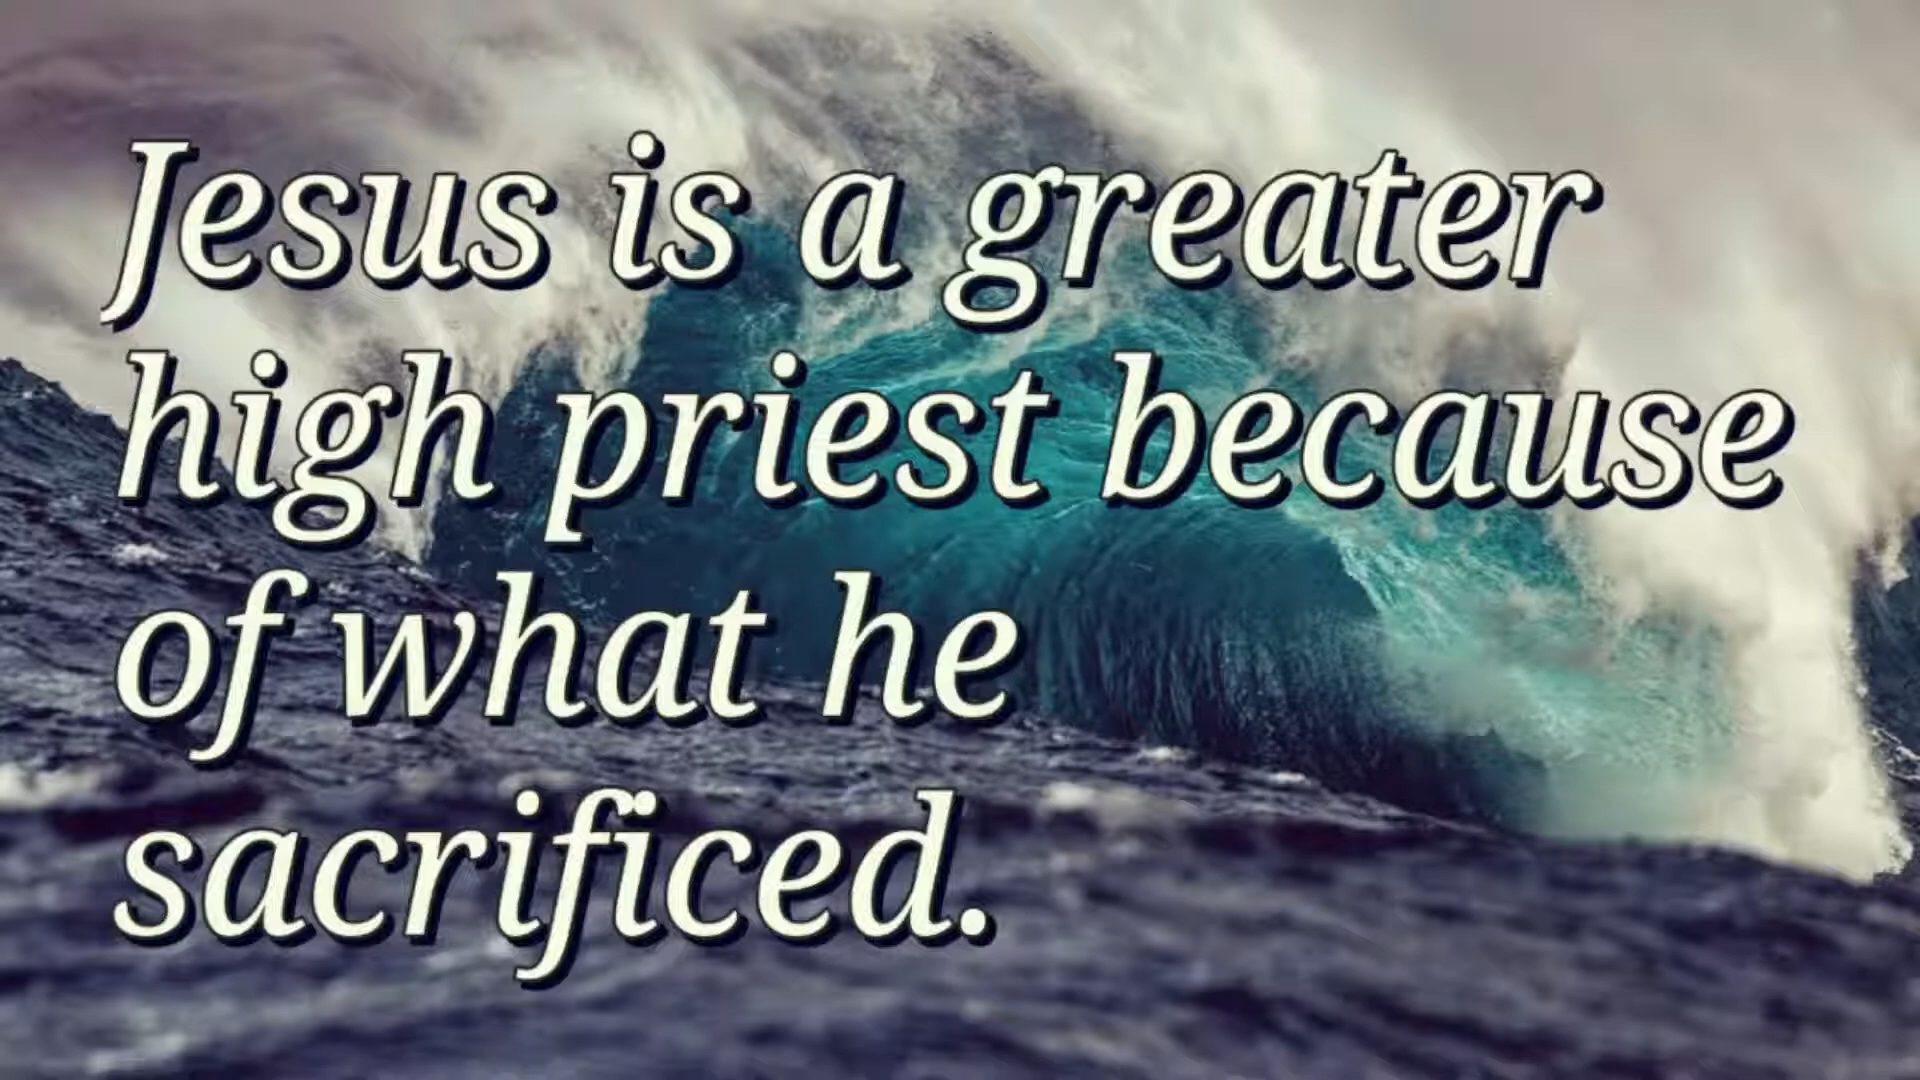 Jesus is a greater
high priest because
of what he
sacrificed.